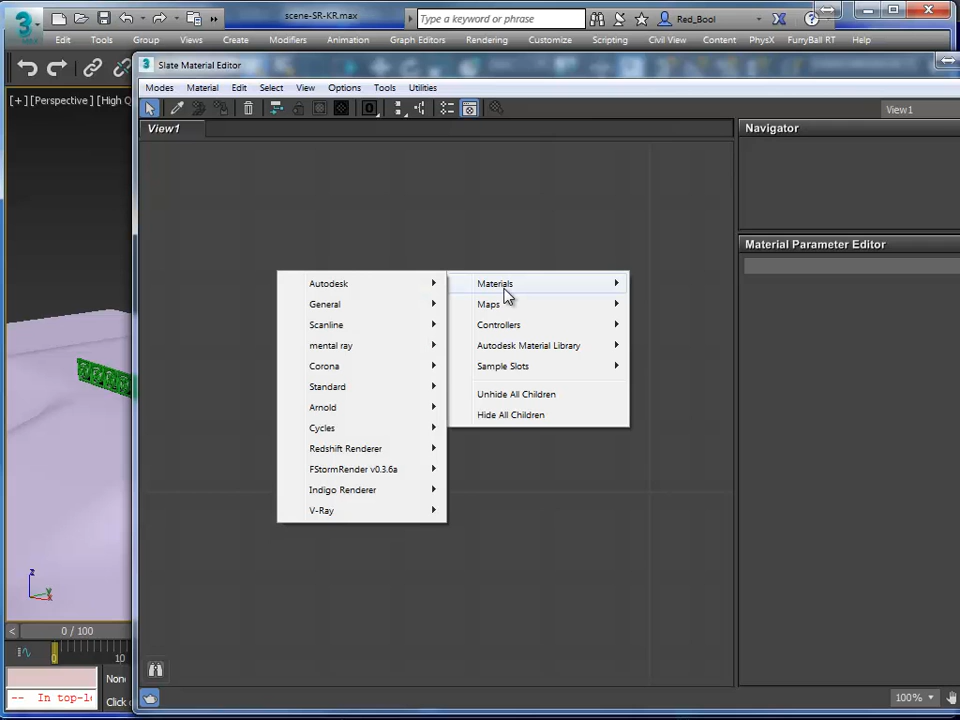 scene-SR-KR.max
Type a keyword or phrase
Red_Bool
Edit Tools Group Views Create Modifiers Animation Graph Editors Rendering Customize Scripting Civil View Content PhysX FurryBall RT Help
3 Slate Material Editor
[+] [Perspective] [High Q
Modes Material Edit Select View Options Tools Utilities
0
View1
View1
Navigator
Material Parameter Editor
Autodesk
General
Scanline
mental ray
Corona
Standard
Arnold
Cycles
Redshift Renderer
FStormRender v0.3.6a
Indigo Renderer
V-Ray
Materials
Maps
Controllers
Autodesk Material Library
Sample Slots
Unhide All Children
Hide All Children
z
y
x
< 0 / 100
0 10
None
-- In top-le
Click
100%